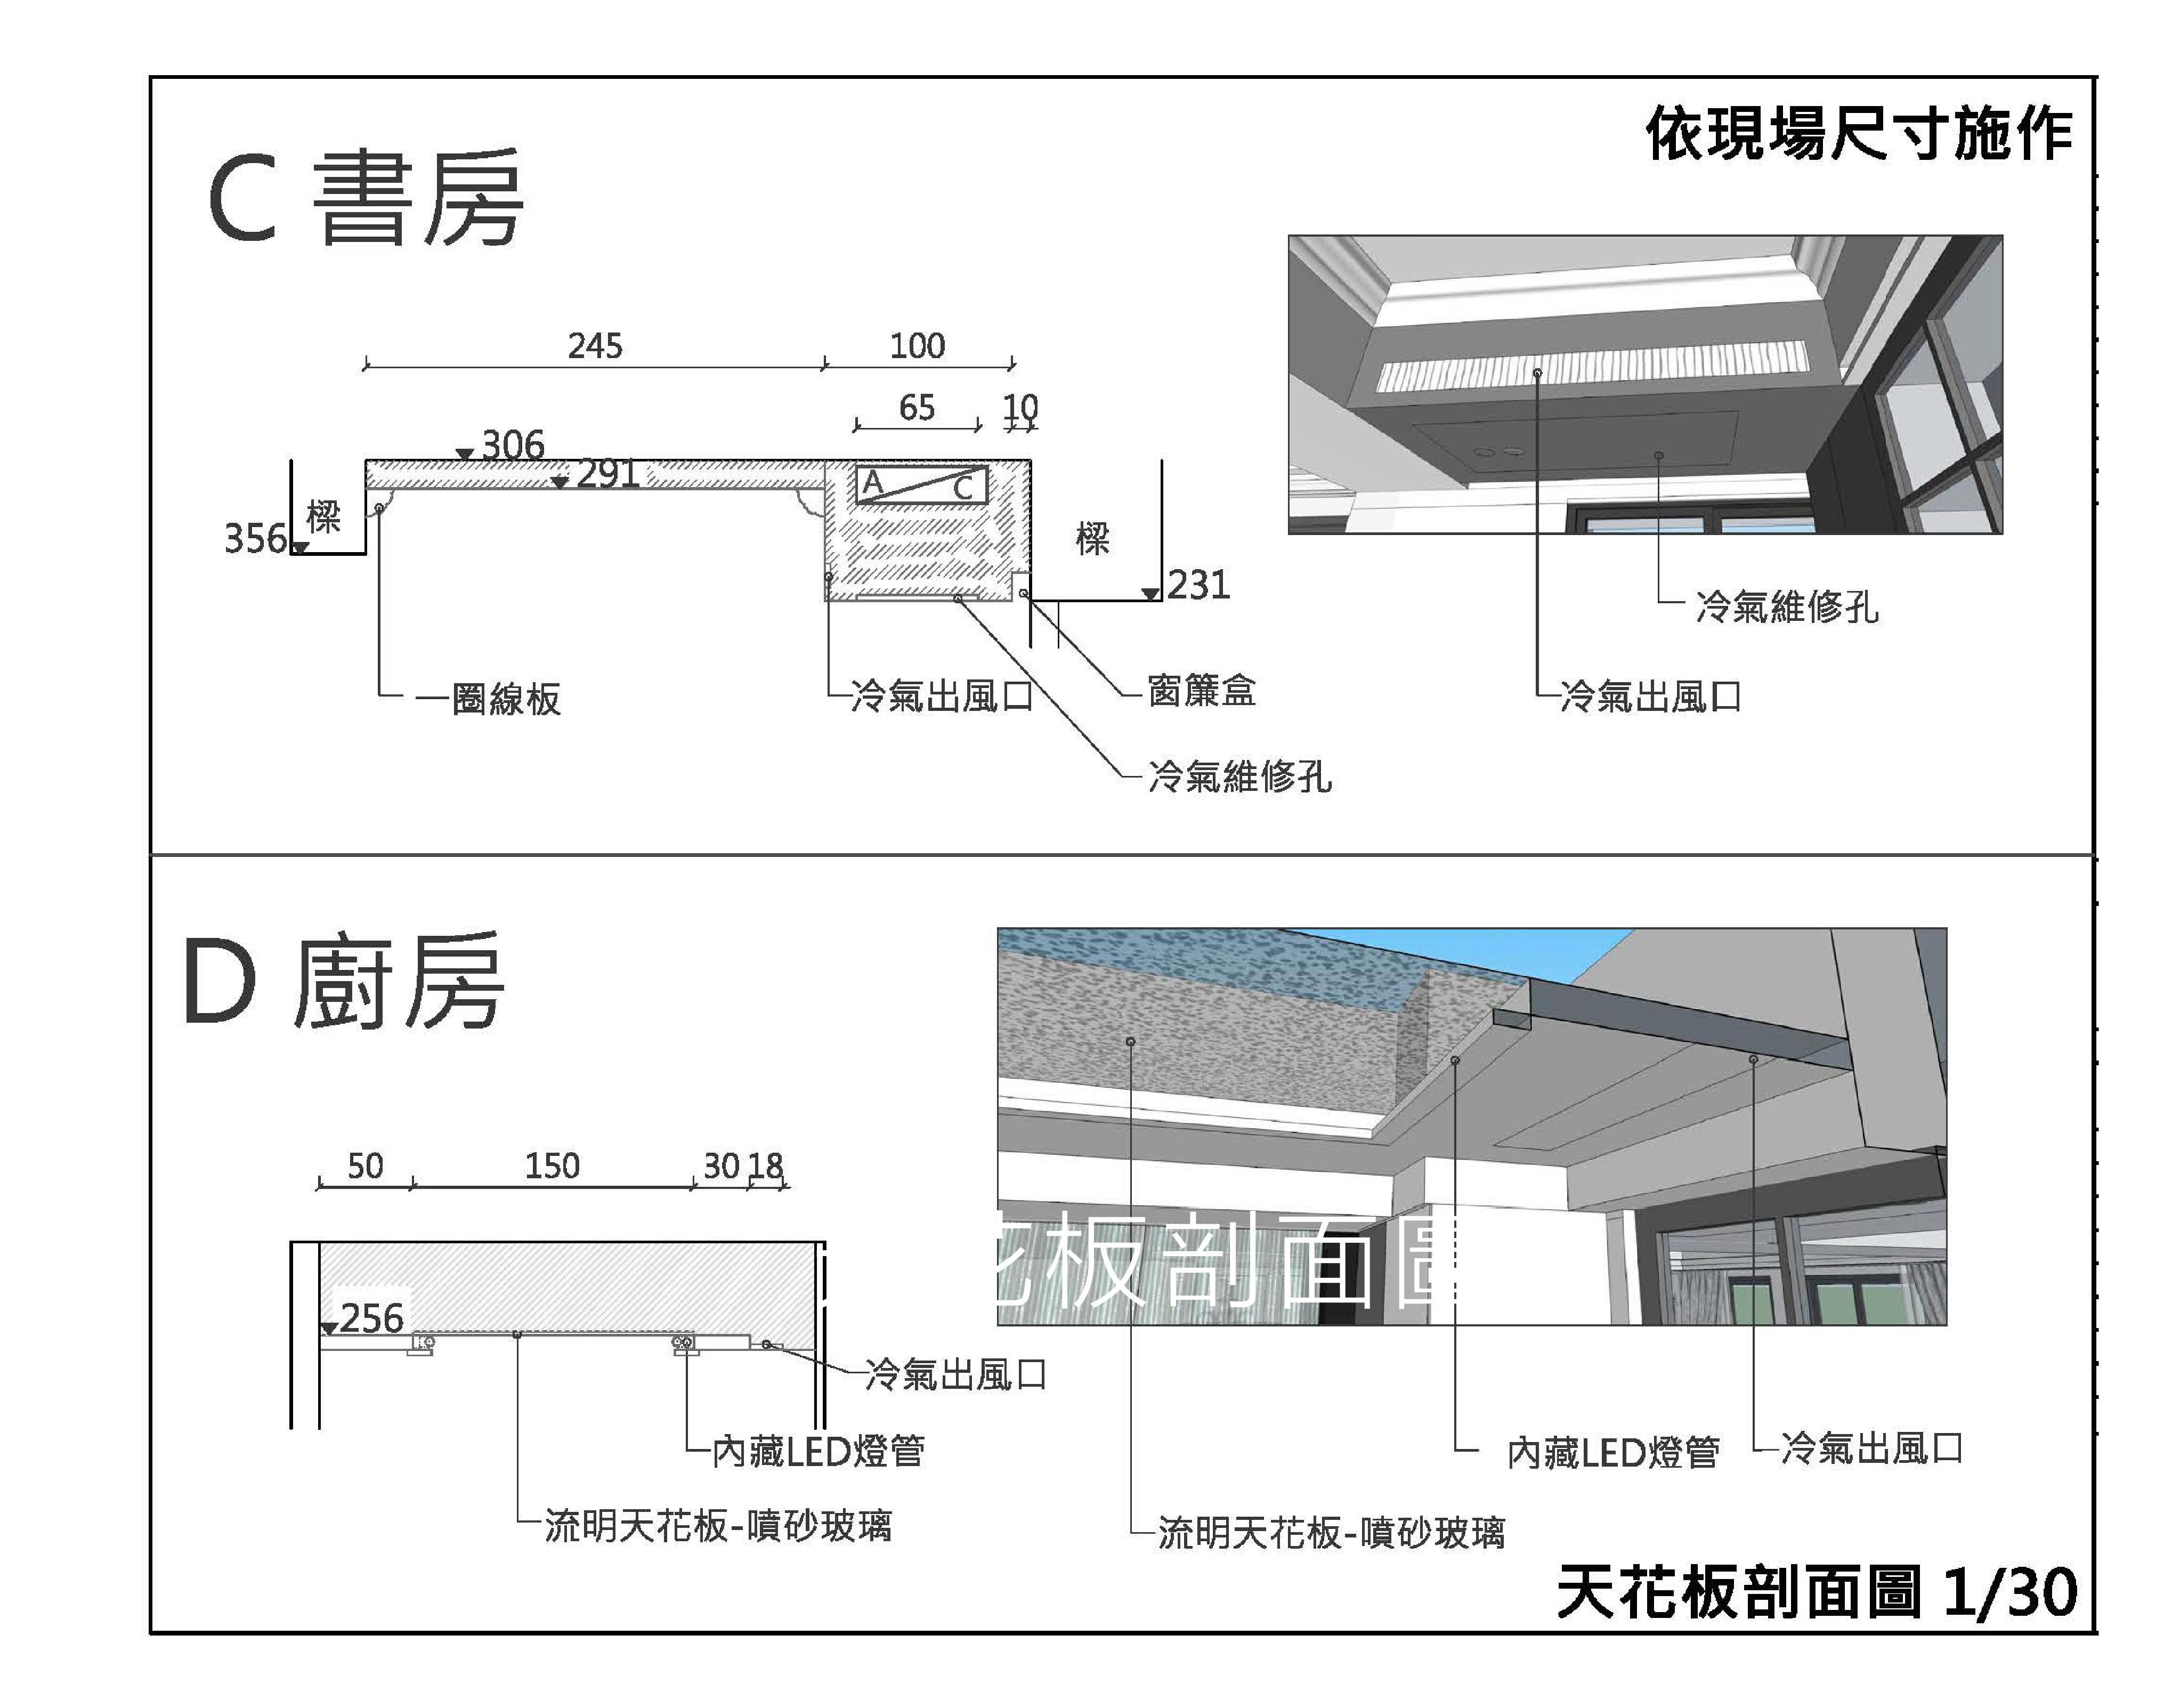 依現場尺寸施作
C 書房
245
100
65
10
306
291
A
C
樑
356
樑
231
一圈線板
冷氣出風口
窗簾盒
冷氣維修孔
冷氣維修孔
冷氣出風口
D 廚房
50
150
30
18
256
花板剖面圖
冷氣出風口
內藏LED燈管
流明天花板-噴砂玻璃
內藏LED燈管
冷氣出風口
流明天花板-噴砂玻璃
天花板剖面圖 1/30